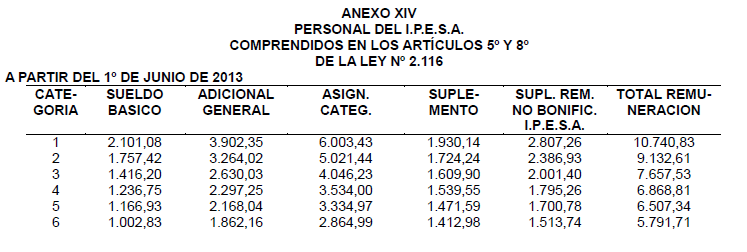 ANEXO XIV
PERSONAL DEL I.P.E.S.A.
COMPRENDIDOS EN LOS ARTÍCULOS 5º Y 8º
DE LA LEY Nº 2.116
A PARTIR DEL 1º DE JUNIO DE 2013
CATE- SUELDO ADICIONAL ASIGN. SUPLE- SUPL. REM. TOTAL REMU-
GORIA BASICO GENERAL CATEG. MENTO NO BONIFIC. NERACION
I.P.E.S.A.
1 2.101,08 3.902,35 6.003,43 1.930,14 2.807,26 10.740,83
2 1.757,42 3.264,02 5.021,44 1.724,24 2.386,93 9.132,61
3 1.416,20 2.630,03 4.046,23 1.609,90 2.001,40 7.657,53
4 1.236,75 2.297,25 3.534,00 1.539,55 1.795,26 6.868,81
5 1.166,93 2.168,04 3.334,97 1.471,59 1.700,78 6.507,34
6 1.002,83 1.862,16 2.864,99 1.412,98 1.513,74 5.791,71